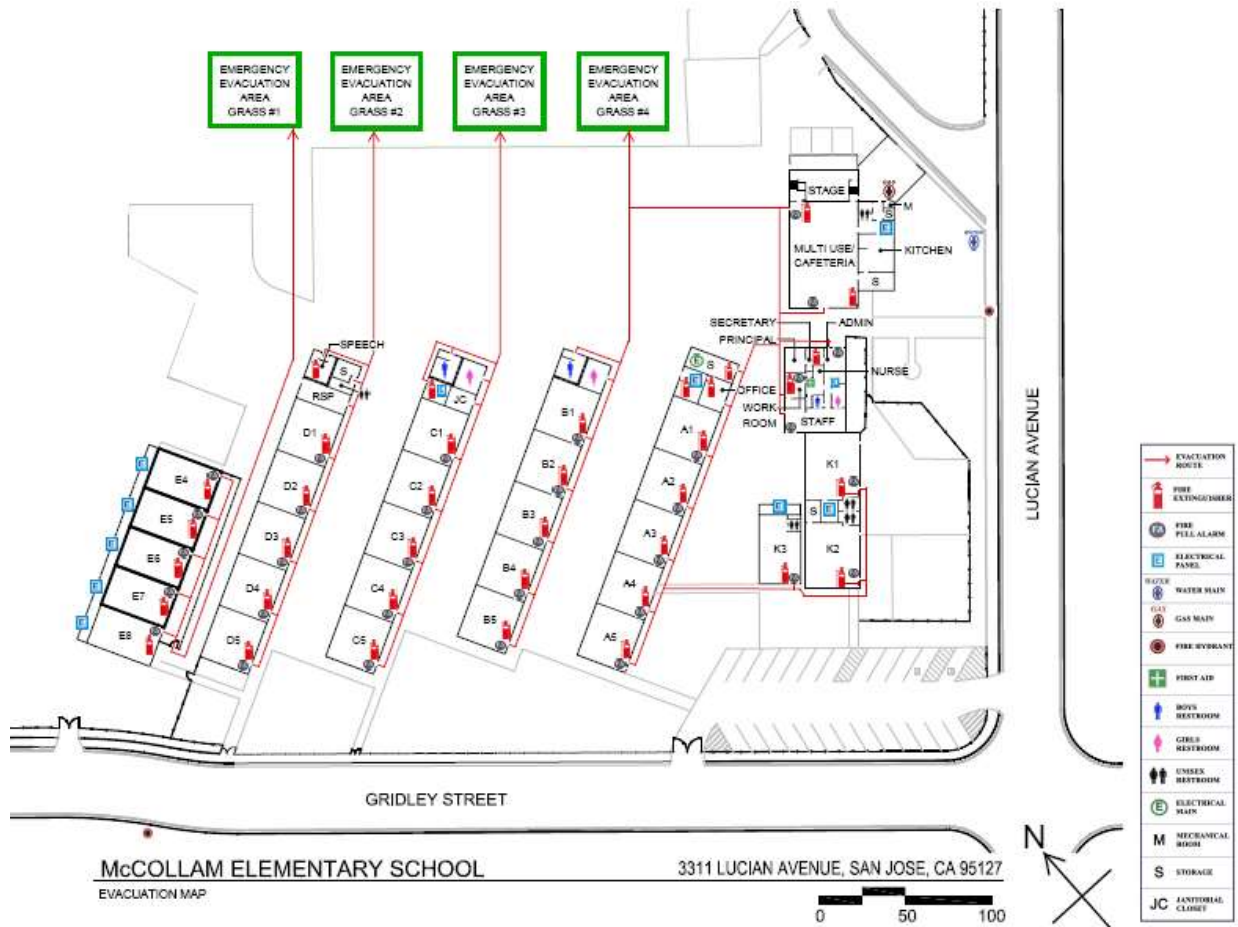 EMERGENCY
EVACUATION
AREA
GRASS #1
EMERGENCY
EVACUATION
AREA
GRASS #2
EMERGENCY
EVACUATION
AREA
GRASS #3
EMERGENCY
EVACUATION
AREA
GRASS #4
STAGE
GAS
M
S
E
WATER
MULTI USE/
CAFETERIA
KITCHEN
S
SECRETARY
ADMIN
PRINCIPAL
NURSE
OFFICE
WORK
ROOM
STAFF
SPEECH
S
RSP
D1
D2
D3
D4
D5
E
JC
C1
C2
C3
C4
C5
B1
B2
B3
B4
B5
E
S
E
A1
A2
A3
A4
A5
E
E4
E
E5
E
E6
E
E7
E
E8
K1
E
S
E
K3
K2
LUCIAN AVENUE
GRIDLEY STREET
EVACUATION
ROUTE
FIRE
EXTINGUISHER
FA
FIRE
PULL ALARM
E
ELECTRICAL
PANEL
WATER
WATER MAIN
GAS
GAS MAIN
FIRE HYDRANT
FIRST AID
BOYS
RESTROOM
GIRLS
RESTROOM
UNISEX
RESTROOM
E
ELECTRICAL
MAIN
M
MECHANICAL
ROOM
S
STORAGE
JC
JANITORIAL
CLOSET
N
McCOLLAM ELEMENTARY SCHOOL
3311 LUCIAN AVENUE, SAN JOSE, CA 95127
EVACUATION MAP
0 50 100